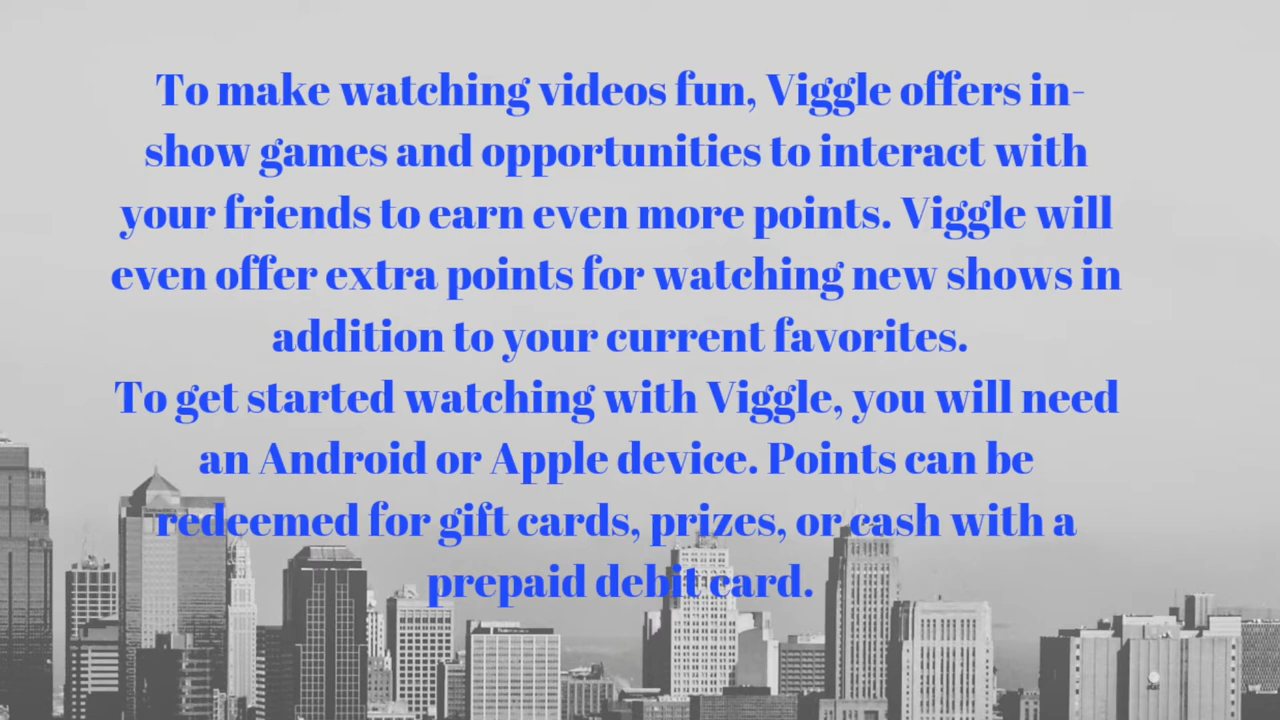 To make watching videos fun, Viggle offers in-
show games and opportunities to interact with
your friends to earn even more points. Viggle will
even offer extra points for watching new shows in
addition to your current favorites.
To get started watching with Viggle, you will need
an Android or Apple device. Points can be
redeemed for gift cards, prizes, or cash with a
prepaid debit card.